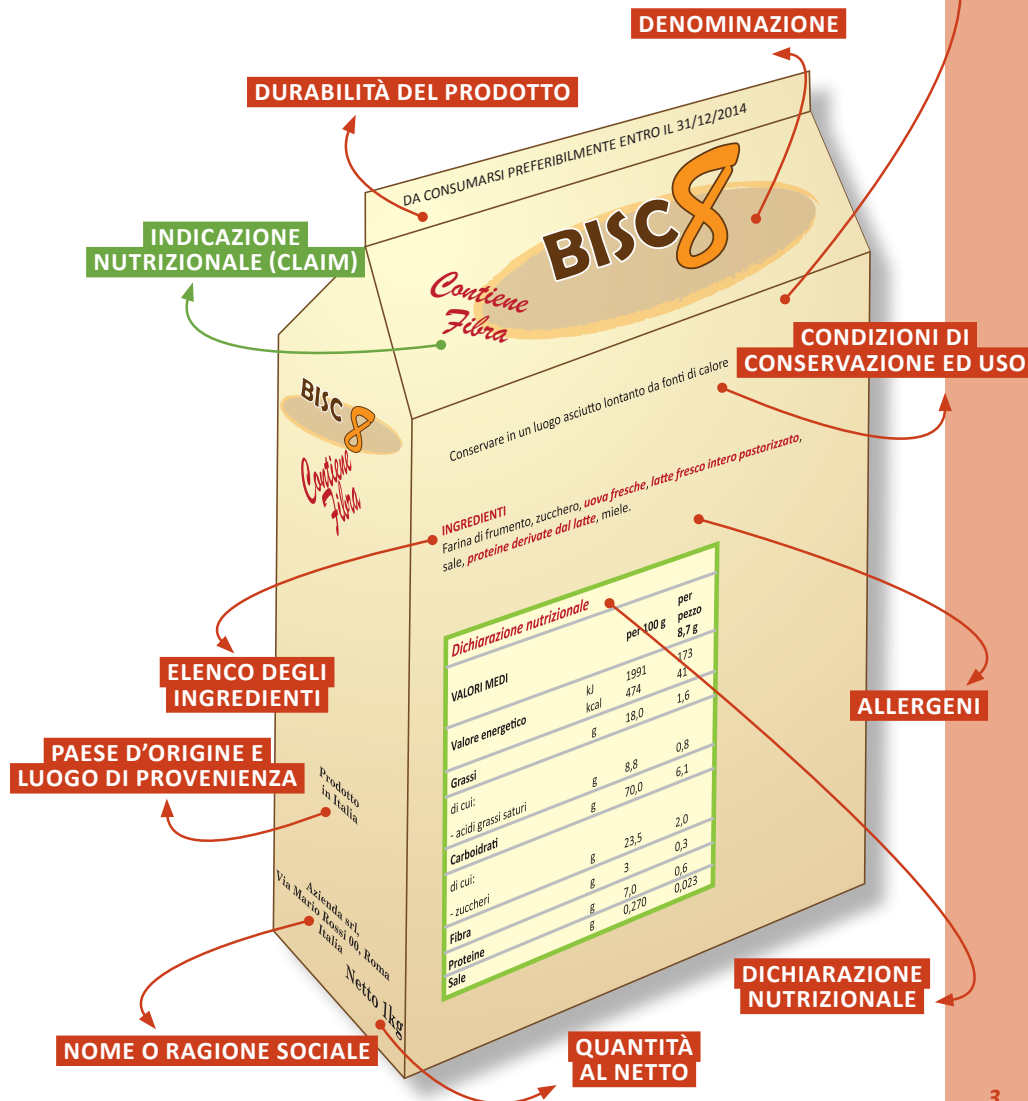 DENOMINAZIONE
DURABILITÀ DEL PRODOTTO
DA CONSUMARSI PREFERIBILMENTE ENTRO IL 31/12/2014
INDICAZIONE
NUTRIZIONALE (CLAIM)
BISC8
Contiene
Fibra
CONDIZIONI DI
CONSERVAZIONE ED USO
Conservare in un luogo asciutto lontanto da fonti di calore
BISC8
Contiene
Fibra
INGREDIENTI
Farina di frumento, zucchero, uova fresche, latte fresco intero pastorizzato,
sale, proteine derivate dal latte, miele.
ELENCO DEGLI
INGREDIENTI
ALLERGENI
PAESE D'ORIGINE E
LUOGO DI PROVENIENZA
Prodotto
in Italia
Dichiarazione nutrizionale
VALORI MEDI per 100 g per pezzo 8,7 g
Valore energetico kJ 1991 173
kcal 474 41
Grassi g 18,0 1,6
di cui:
- acidi grassi saturi g 8,8 0,8
Carboidrati g 70,0 6,1
di cui:
- zuccheri g 23,5 2,0
Fibra g 3 0,3
Proteine g 7,0 0,6
Sale g 0,270 0,023
Azienda srl,
Via Mario Rossi 00, Roma
Italia
Netto 1kg
DICHIARAZIONE
NUTRIZIONALE
NOME O RAGIONE SOCIALE
QUANTITÀ
AL NETTO
3